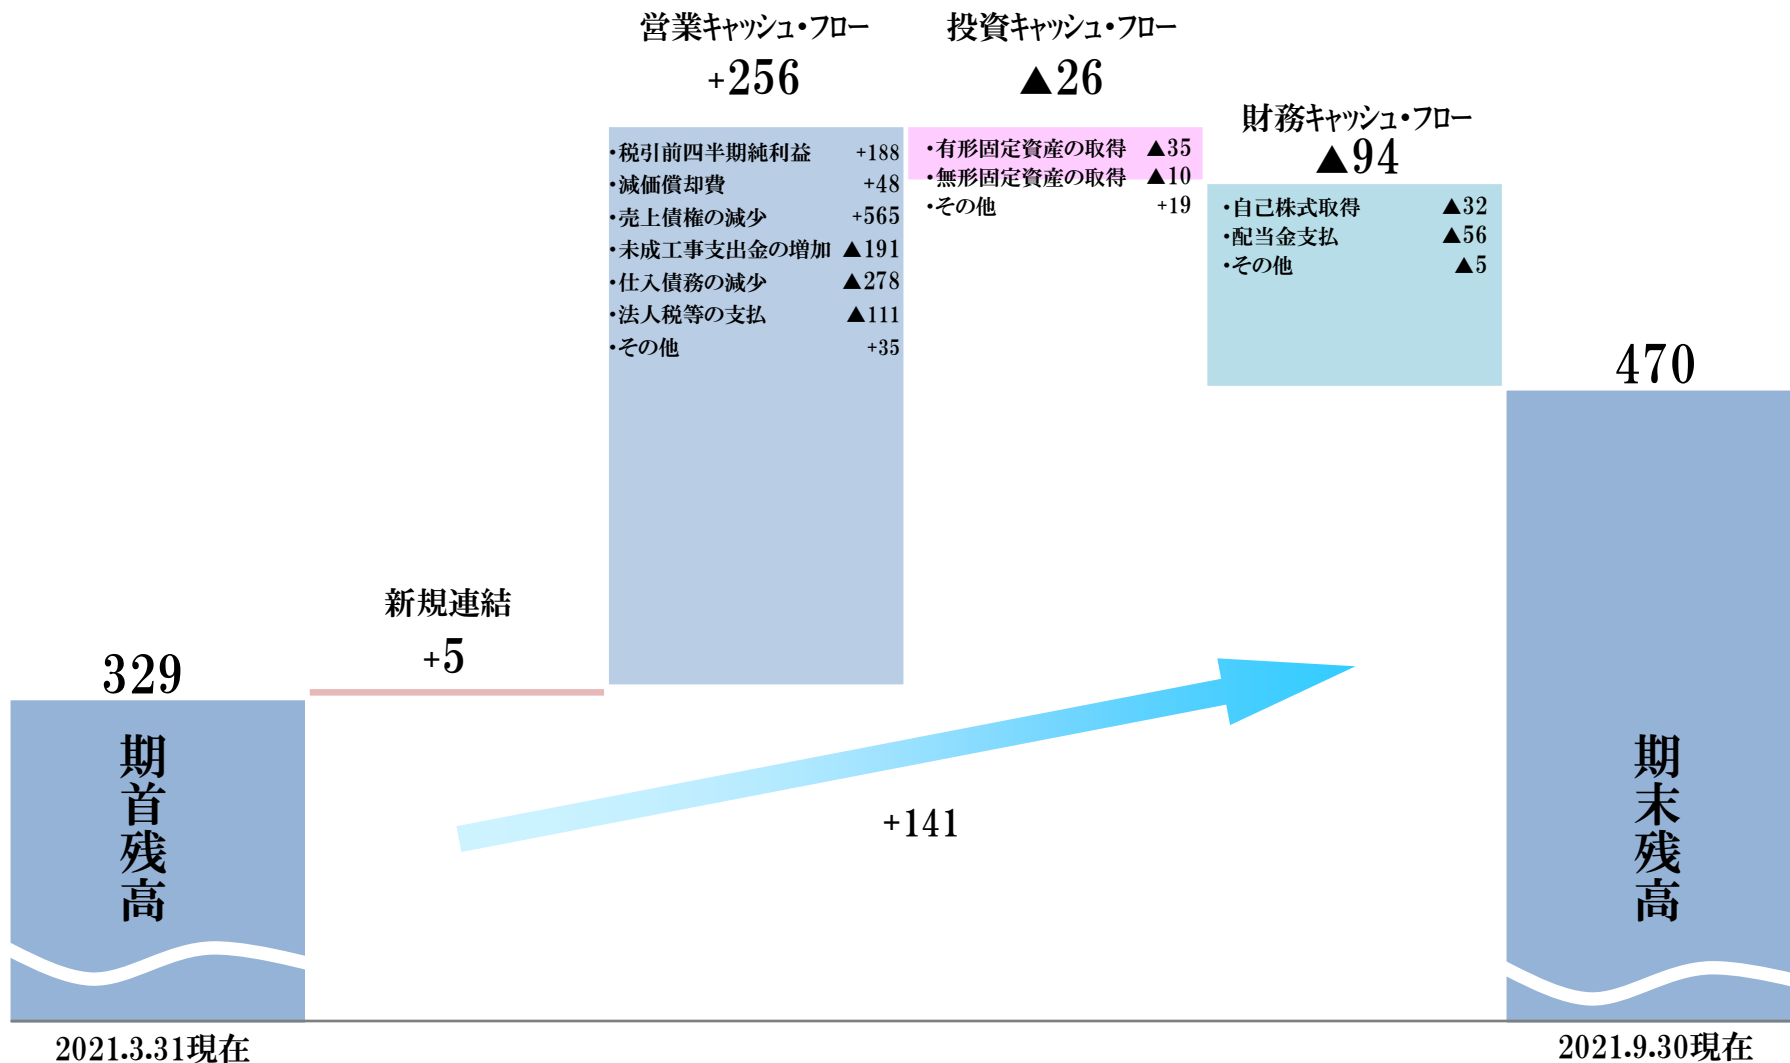 営業キャッシュ・フロー
+256
・税引前四半期純利益 +188
・減価償却費 +48
・売上債権の減少 +565
・未成工事支出金の増加 ▲191
・仕入債務の減少 ▲278
・法人税等の支払 ▲111
・その他 +35
投資キャッシュ・フロー
▲26
・有形固定資産の取得 ▲35
・無形固定資産の取得 ▲10
・その他 +19
財務キャッシュ・フロー
▲94
・自己株式取得 ▲32
・配当金支払 ▲56
・その他 ▲5
新規連結
+5
329
期首残高
470
期末残高
+141
2021.3.31現在
2021.9.30現在